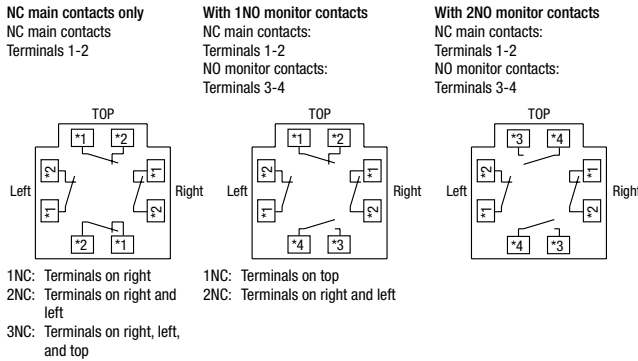 NC main contacts only
NC main contacts
Terminals 1-2
TOP
*1 *2
*2 *1
Left Right
*1 *2
*2 *1
1NC: Terminals on right
2NC: Terminals on right and
left
3NC: Terminals on right, left,
and top
With 1NO monitor contacts
NC main contacts:
Terminals 1-2
NO monitor contacts:
Terminals 3-4
TOP
*1 *2
*2 *1
Left Right
*1 *2
*4 *3
1NC: Terminals on top
2NC: Terminals on right and left
With 2NO monitor contacts
NC main contacts:
Terminals 1-2
NO monitor contacts:
Terminals 3-4
TOP
*3 *4
*2 *1
Left Right
*1 *2
*4 *3